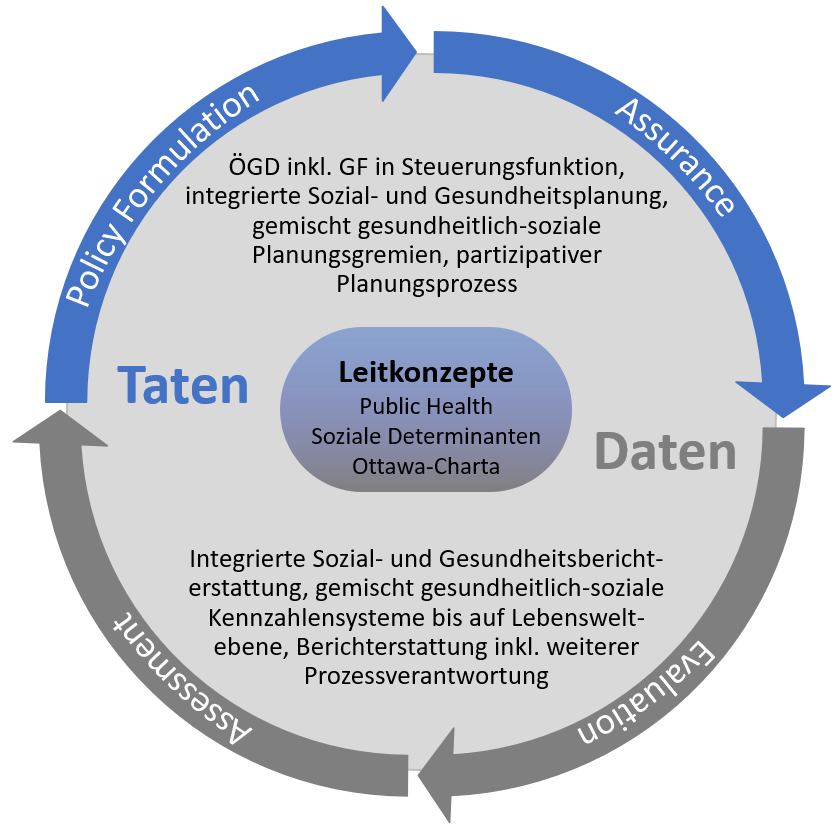 Policy Formulation
Assurance
ÖGD inkl. GF in Steuerungsfunktion,
integrierte Sozial- und Gesundheitsplanung,
gemischt gesundheitlich-soziale
Planungsgremien, partizipativer
Planungsprozess
Taten
Leitkonzepte
Public Health
Soziale Determinanten
Ottawa-Charta
Daten
Integrierte Sozial- und Gesundheitsbericht-
erstattung, gemischt gesundheitlich-soziale
Kennzahlensysteme bis auf Lebenswelt-
ebene, Berichterstattung inkl. weiterer
Prozessverantwortung
Assessment
Evaluation